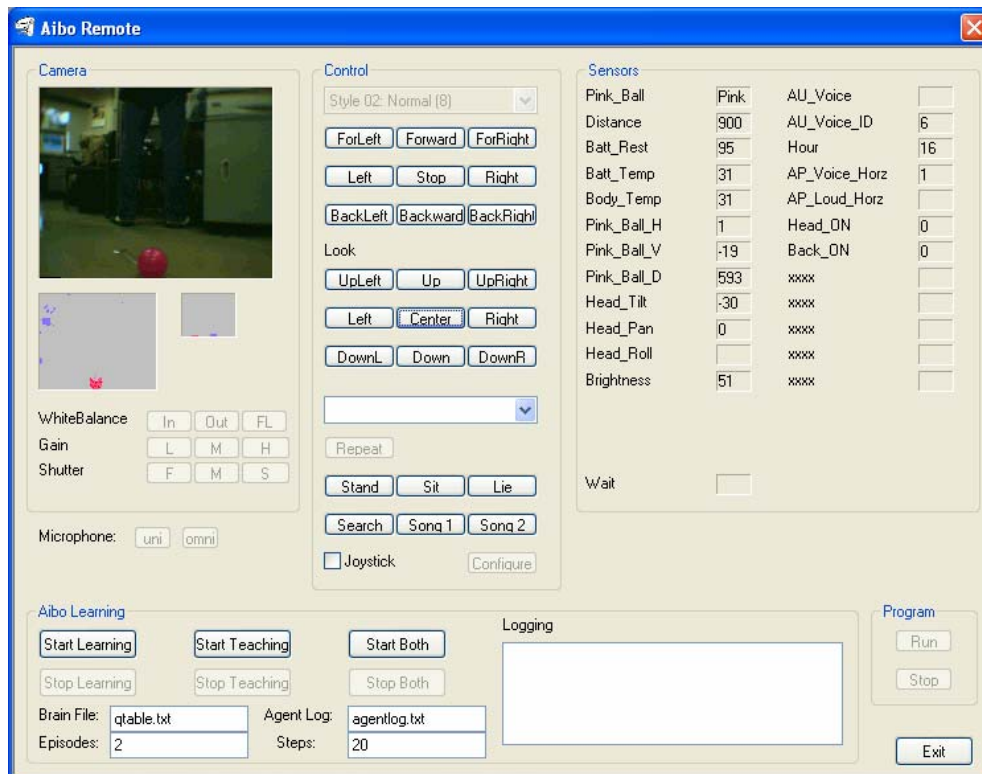 Aibo Remote
Camera
WhiteBalance In Out FL
Gain L M H
Shutter F M S
Microphone: uni omni
Control
Style 02: Normal (8)
ForLeft Forward ForRight
Left Stop Right
BackLeft Backward BackRight
Look
UpLeft Up UpRight
Left Center Right
DownL Down DownR
Repeat
Stand Sit Lie
Search Song 1 Song 2
Joystick Configure
Sensors
Pink_Ball Pink AU_Voice
Distance 900 AU_Voice_ID 6
Batt_Rest 95 Hour 16
Batt_Temp 31 AP_Voice_Horz 1
Body_Temp 31 AP_Loud_Horz
Pink_Ball_H 1 Head_ON 0
Pink_Ball_V -19 Back_ON 0
Pink_Ball_D 593 xxxx
Head_Tilt -30 xxxx
Head_Pan 0 xxxx
Head_Roll xxxx
Brightness 51 xxxx
Wait
Aibo Learning
Start Learning Start Teaching Start Both
Stop Learning Stop Teaching Stop Both
Brain File: qtable.txt Agent Log: agentlog.txt
Episodes: 2 Steps: 20
Logging
Program
Run
Stop
Exit